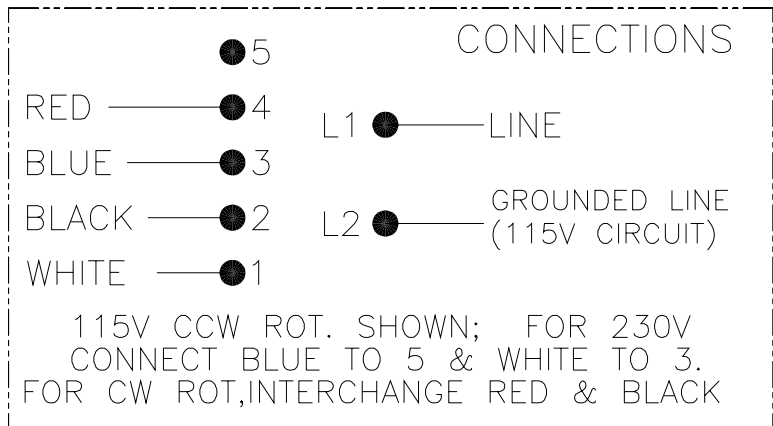 CONNECTIONS
5
RED 4
BLUE 3
BLACK 2
WHITE 1
L1 LINE
L2 GROUNDED LINE
(115V CIRCUIT)
115V CCW ROT. SHOWN; FOR 230V
CONNECT BLUE TO 5 & WHITE TO 3.
FOR CW ROT,INTERCHANGE RED & BLACK